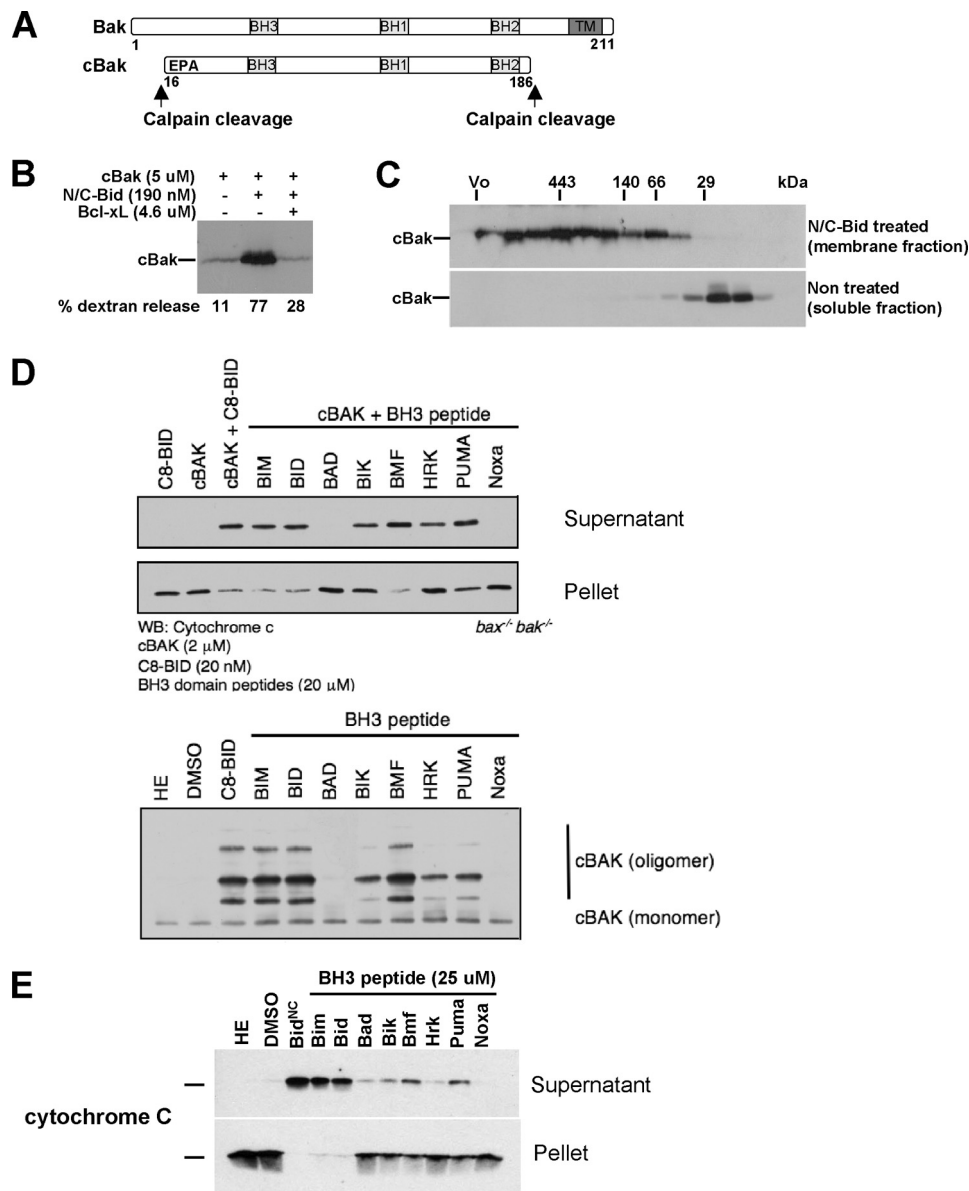 A
Bak
BH3
BH1
BH2
TM
1
211
cBak
EPA
BH3
BH1
BH2
16
186
Calpain cleavage
Calpain cleavage
B
cBak (5 uM) + + +
N/C-Bid (190 nM) - + +
Bcl-xL (4.6 uM) - - +
cBak
% dextran release 11 77 28
C
Vo 443 140 66 29 kDa
cBak
N/C-Bid treated
(membrane fraction)
cBak
Non treated
(soluble fraction)
D
cBAK + BH3 peptide
C8-BID
cBAK
cBAK + C8-BID
BIM
BID
BAD
BIK
BMF
HRK
PUMA
Noxa
Supernatant
Pellet
WB: Cytochrome c
bax-/- bak-/-
cBAK (2 μM)
C8-BID (20 nM)
BH3 domain peptides (20 μM)
BH3 peptide
HE
DMSO
C8-BID
BIM
BID
BAD
BIK
BMF
HRK
PUMA
Noxa
cBAK (oligomer)
cBAK (monomer)
E
BH3 peptide (25 uM)
HE
DMSO
BidNC
Bim
Bid
Bad
Bik
Bmf
Hrk
Puma
Noxa
Supernatant
cytochrome C
Pellet